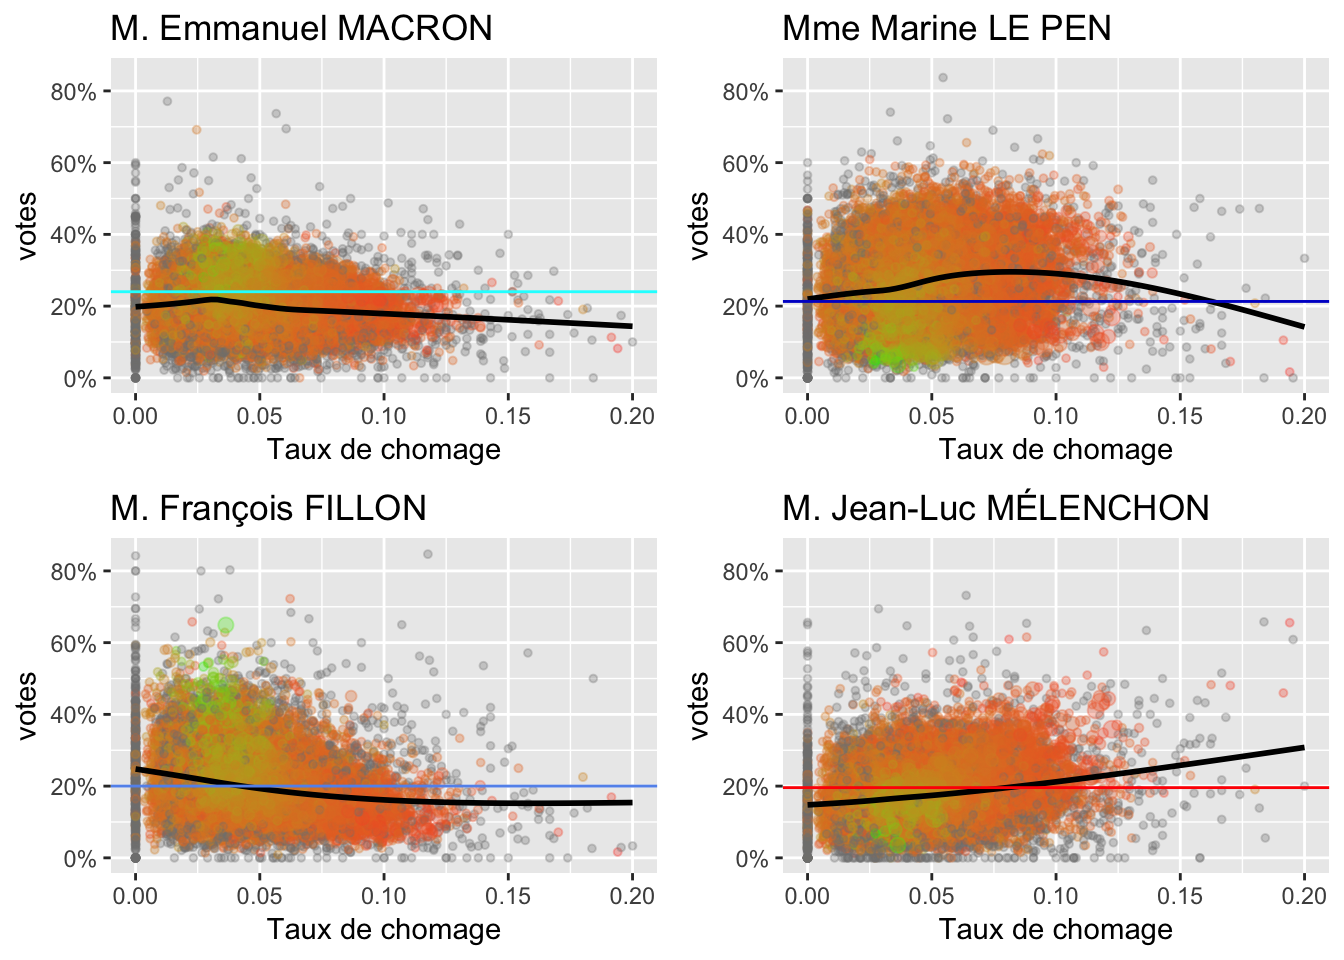 M. Emmanuel MACRON
votes
80%
60%
40%
20%
0%
0.00 0.05 0.10 0.15 0.20
Taux de chomage
Mme Marine LE PEN
votes
80%
60%
40%
20%
0%
0.00 0.05 0.10 0.15 0.20
Taux de chomage
M. François FILLON
votes
80%
60%
40%
20%
0%
0.00 0.05 0.10 0.15 0.20
Taux de chomage
M. Jean-Luc MÉLENCHON
votes
80%
60%
40%
20%
0%
0.00 0.05 0.10 0.15 0.20
Taux de chomage